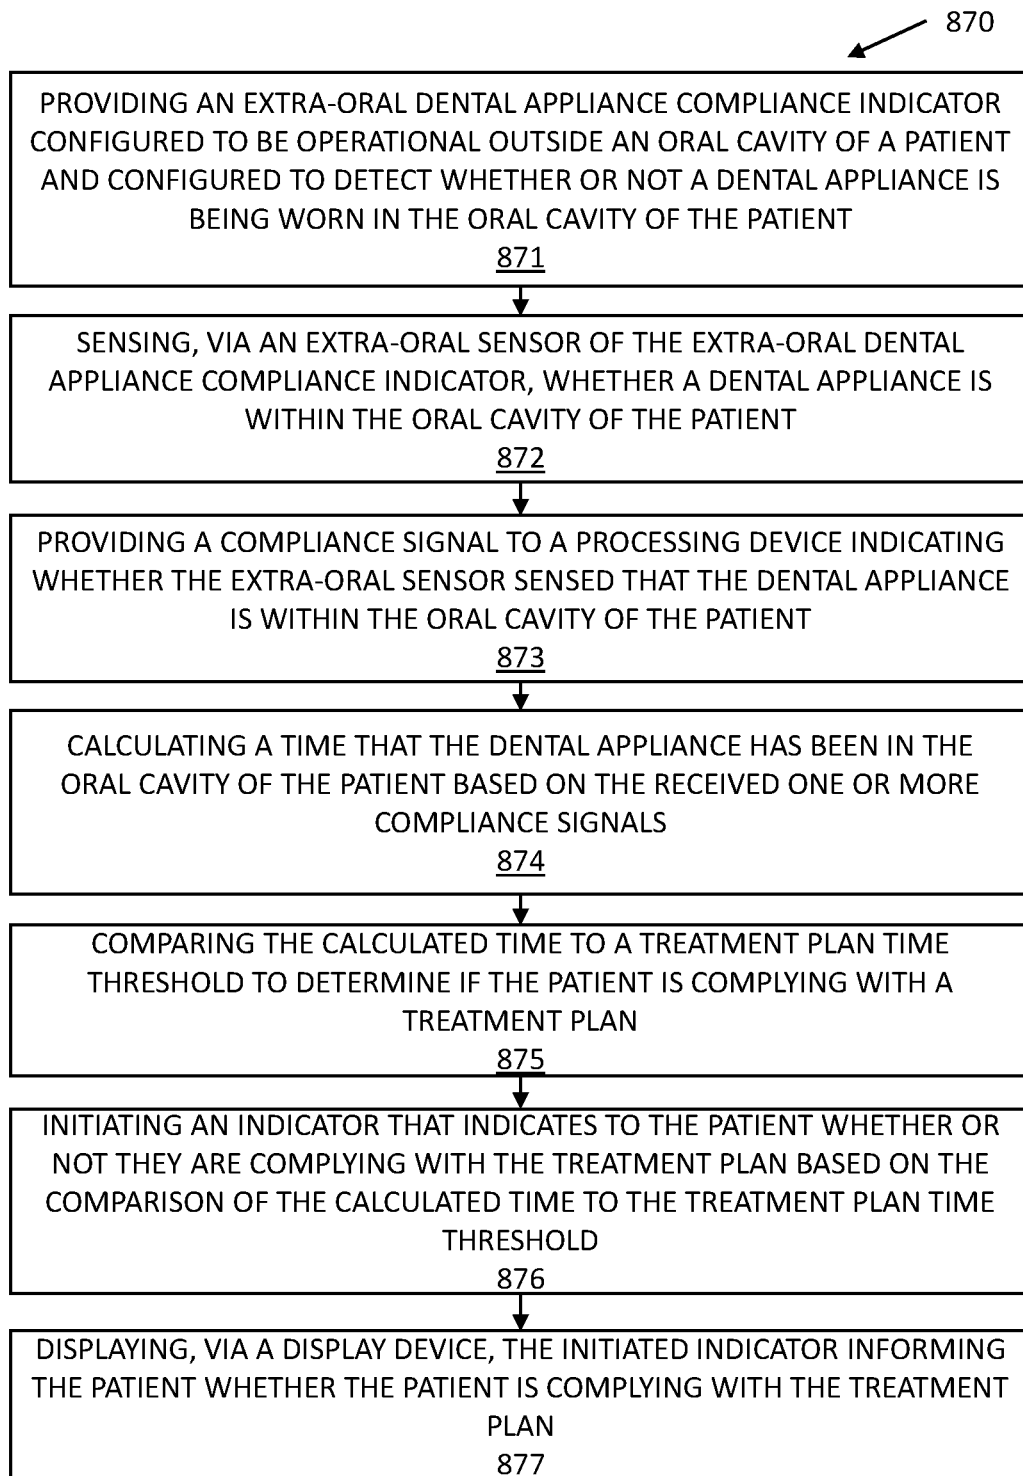 870
PROVIDING AN EXTRA-ORAL DENTAL APPLIANCE COMPLIANCE INDICATOR
CONFIGURED TO BE OPERATIONAL OUTSIDE AN ORAL CAVITY OF A PATIENT
AND CONFIGURED TO DETECT WHETHER OR NOT A DENTAL APPLIANCE IS
BEING WORN IN THE ORAL CAVITY OF THE PATIENT
871
SENSING, VIA AN EXTRA-ORAL SENSOR OF THE EXTRA-ORAL DENTAL
APPLIANCE COMPLIANCE INDICATOR, WHETHER A DENTAL APPLIANCE IS
WITHIN THE ORAL CAVITY OF THE PATIENT
872
PROVIDING A COMPLIANCE SIGNAL TO A PROCESSING DEVICE INDICATING
WHETHER THE EXTRA-ORAL SENSOR SENSED THAT THE DENTAL APPLIANCE
IS WITHIN THE ORAL CAVITY OF THE PATIENT
873
CALCULATING A TIME THAT THE DENTAL APPLIANCE HAS BEEN IN THE
ORAL CAVITY OF THE PATIENT BASED ON THE RECEIVED ONE OR MORE
COMPLIANCE SIGNALS
874
COMPARING THE CALCULATED TIME TO A TREATMENT PLAN TIME
THRESHOLD TO DETERMINE IF THE PATIENT IS COMPLYING WITH A
TREATMENT PLAN
875
INITIATING AN INDICATOR THAT INDICATES TO THE PATIENT WHETHER OR
NOT THEY ARE COMPLYING WITH THE TREATMENT PLAN BASED ON THE
COMPARISON OF THE CALCULATED TIME TO THE TREATMENT PLAN TIME
THRESHOLD
876
DISPLAYING, VIA A DISPLAY DEVICE, THE INITIATED INDICATOR INFORMING
THE PATIENT WHETHER THE PATIENT IS COMPLYING WITH THE TREATMENT
PLAN
877